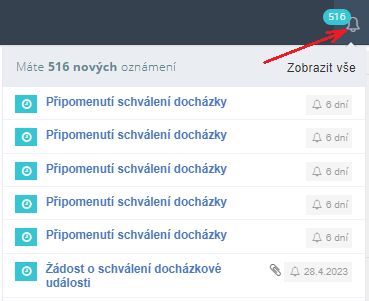 516
Máte 516 nových oznámení Zobrazit vše
Připomenutí schválení docházky 6 dní
Připomenutí schválení docházky 6 dní
Připomenutí schválení docházky 6 dní
Připomenutí schválení docházky 6 dní
Připomenutí schválení docházky 6 dní
Žádost o schválení docházkové 28.4.2023
události